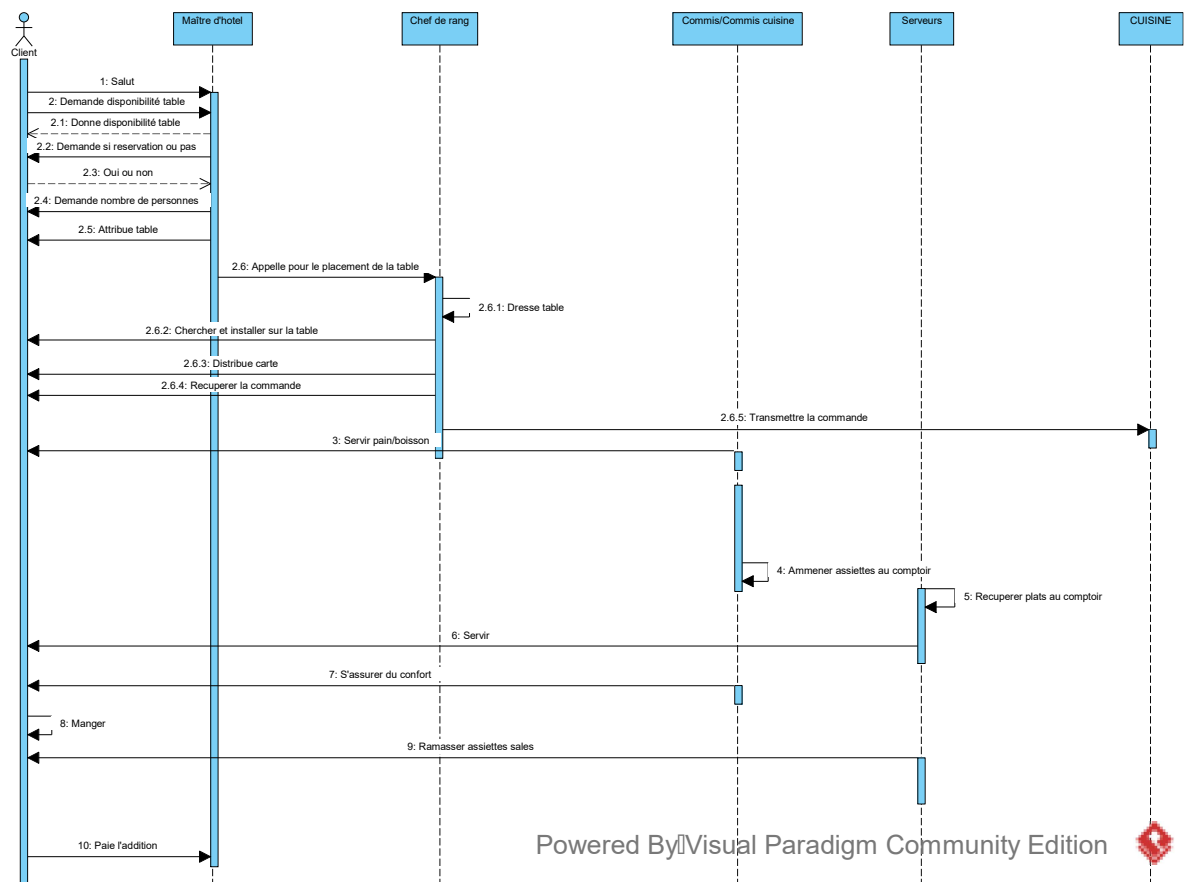 Maître d'hotel
Chef de rang
Commis/Commis cuisine
Serveurs
CUISINE
Client
1: Salut
2: Demande disponibilité table
2.1: Donne disponibilité table
2.2: Demande si reservation ou pas
2.3: Oui ou non
2.4: Demande nombre de personnes
2.5: Attribue table
2.6: Appelle pour le placement de la table
2.6.1: Dresse table
2.6.2: Chercher et installer sur la table
2.6.3: Distribue carte
2.6.4: Recuperer la commande
2.6.5: Transmettre la commande
3: Servir pain/boisson
4: Ammener assiettes au comptoir
5: Recuperer plats au comptoir
6: Servir
7: S'assurer du confort
8: Manger
9: Ramasser assiettes sales
10: Paie l'addition
Powered By Visual Paradigm Community Edition